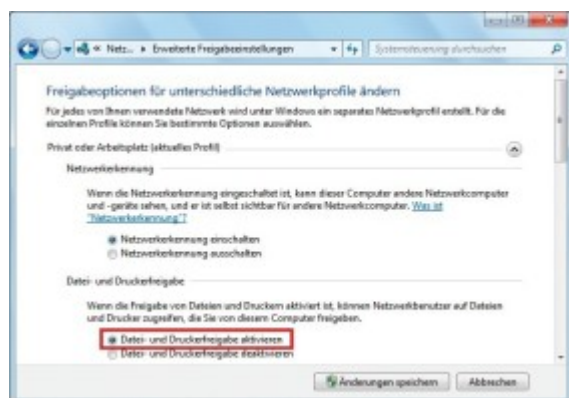 Netz... ▸ Erweiterte Freigabeeinstellungen
Systemsteuerung durchsuchen
Freigabeoptionen für unterschiedliche Netzwerkprofile ändern
Für jedes von Ihnen verwendete Netzwerk wird unter Windows ein separates Netzwerkprofil erstellt. Für die
einzelnen Profile können Sie bestimmte Optionen auswählen.
Privat oder Arbeitsplatz (aktuelles Profil)
Netzwerkerkennung
Wenn die Netzwerkerkennung eingeschaltet ist, kann dieser Computer andere Netzwerkcomputer
und -geräte sehen, und er ist selbst sichtbar für andere Netzwerkcomputer. Was ist
"Netzwerkerkennung"?
Netzwerkerkennung einschalten
Netzwerkerkennung ausschalten
Datei- und Druckerfreigabe
Wenn die Freigabe von Dateien und Druckern aktiviert ist, können Netzwerkbenutzer auf Dateien
und Drucker zugreifen, die Sie von diesem Computer freigeben.
Datei- und Druckerfreigabe aktivieren
Datei- und Druckerfreigabe deaktivieren
Änderungen speichern
Abbrechen